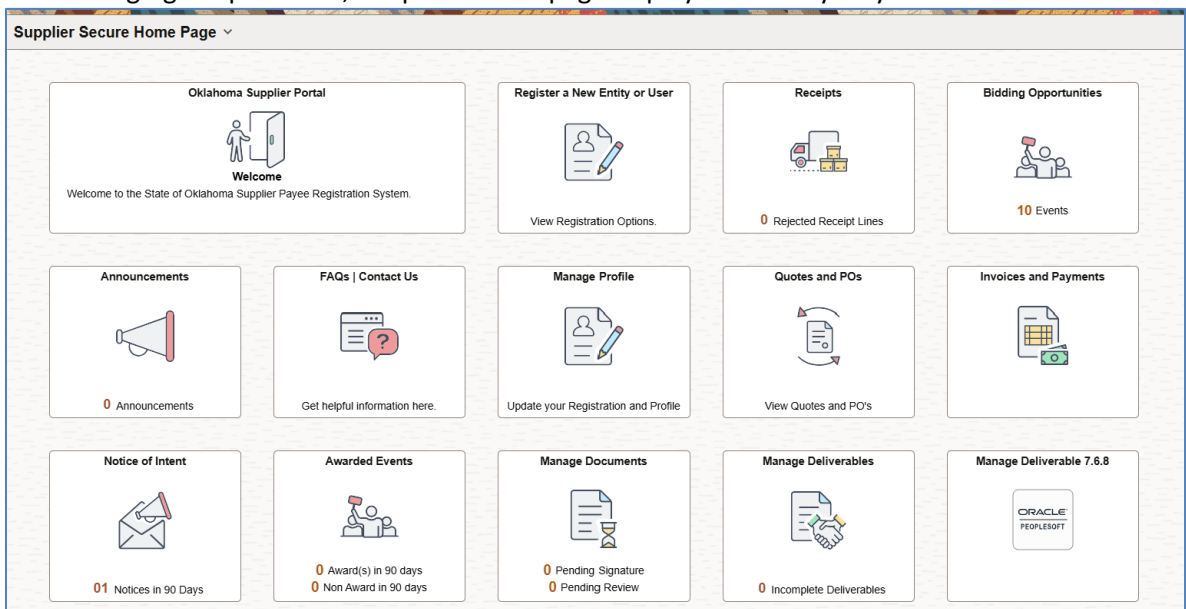 Supplier Secure Home Page
Oklahoma Supplier Portal
Welcome
Welcome to the State of Oklahoma Supplier Payee Registration System.
Register a New Entity or User
View Registration Options.
Receipts
0 Rejected Receipt Lines
Bidding Opportunities
10 Events
Announcements
0 Announcements
FAQs | Contact Us
?
Get helpful information here.
Manage Profile
Update your Registration and Profile
Quotes and POs
View Quotes and PO's
Invoices and Payments
Notice of Intent
01 Notices in 90 Days
Awarded Events
0 Award(s) in 90 days
0 Non Award in 90 days
Manage Documents
0 Pending Signature
0 Pending Review
Manage Deliverables
0 Incomplete Deliverables
Manage Deliverable 7.6.8
ORACLE
PEOPLESOFT